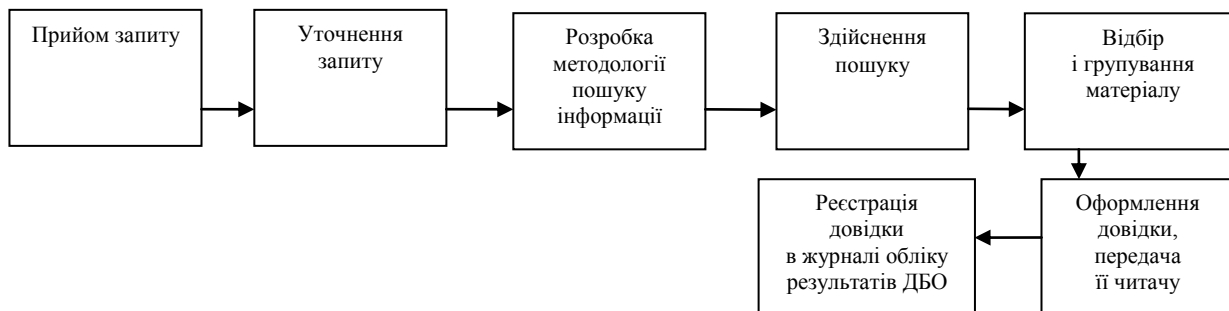 Прийом запиту
Уточнення
запиту
Розробка
методології
пошуку
інформації
Здійснення
пошуку
Відбір
і групування
матеріалу
Оформлення
довідки,
передача
її читачу
Реєстрація
довідки
в журналі обліку
результатів ДБО